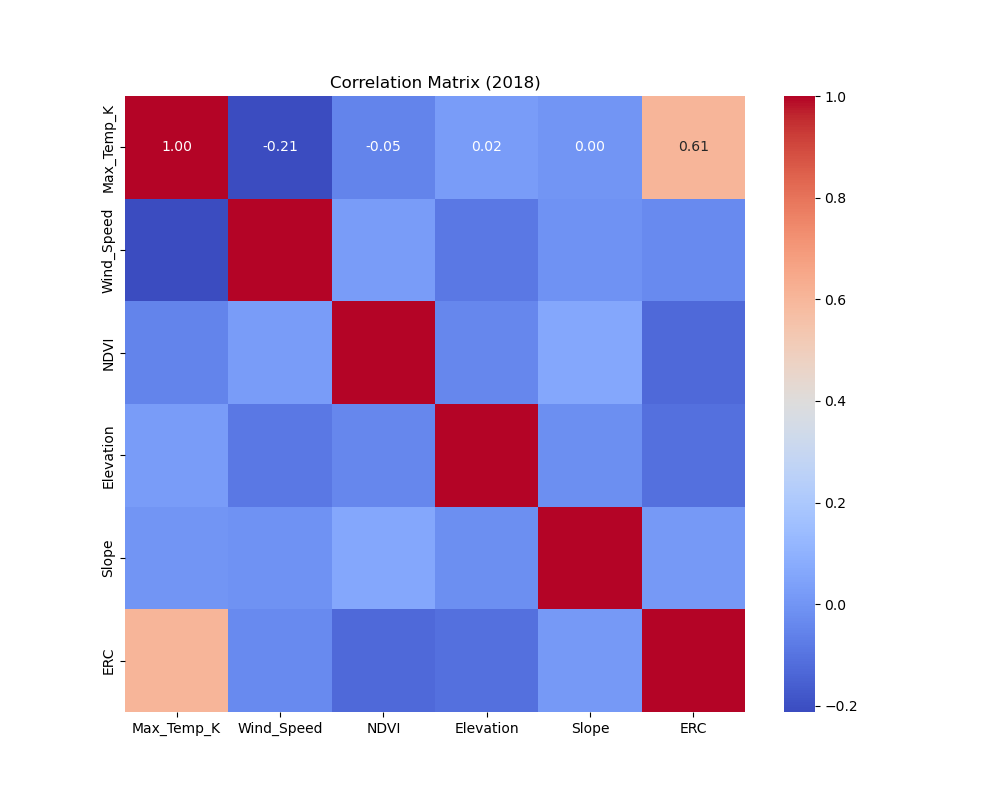 Correlation Matrix (2018)
Max_Temp_K
1.00 -0.21 -0.05 0.02 0.00 0.61
Wind_Speed
NDVI
Elevation
Slope
ERC
Max_Temp_K Wind_Speed NDVI Elevation Slope ERC
1.0
0.8
0.6
0.4
0.2
0.0
−0.2